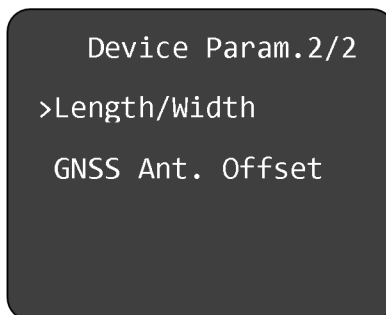 Device Param.2/2
>Length/Width
GNSS Ant. Offset